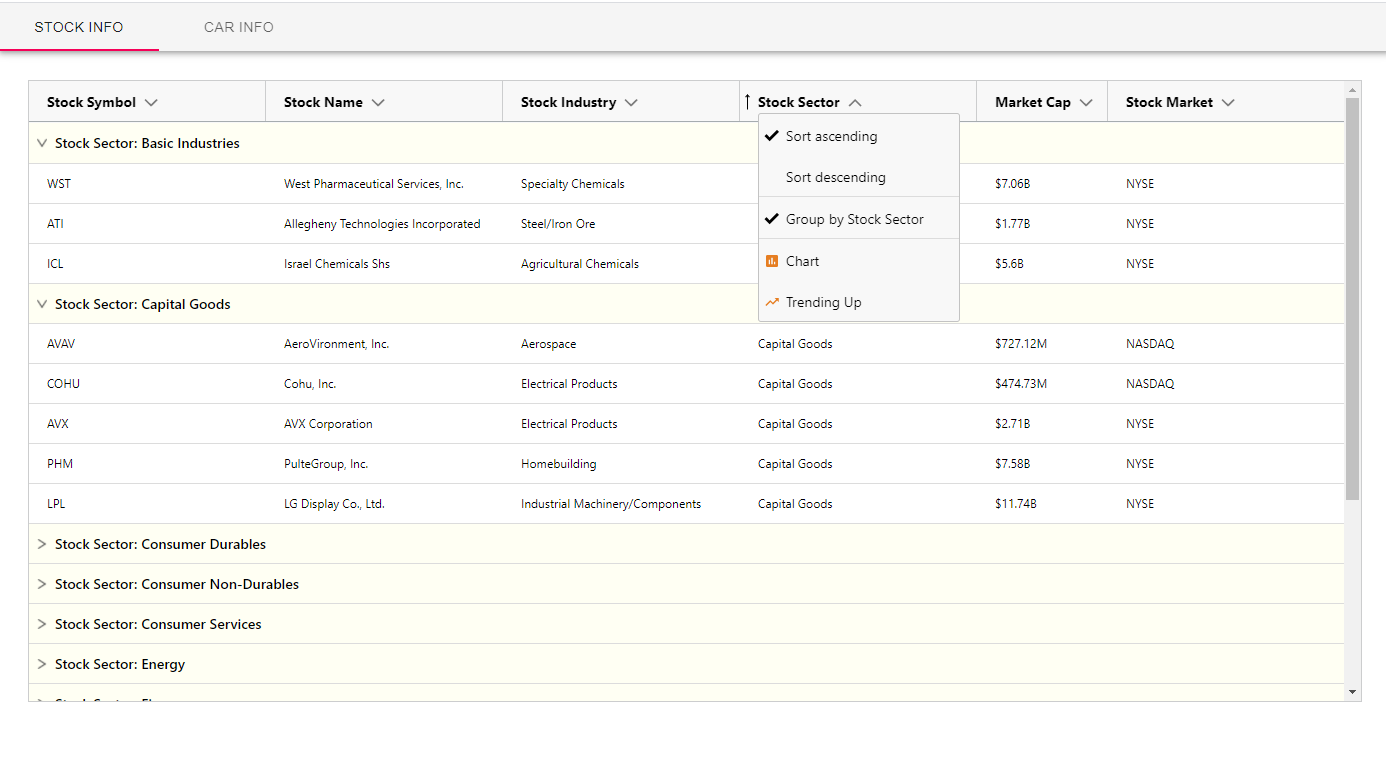 STOCK INFO CAR INFO
Stock Symbol Stock Name Stock Industry Stock Sector Market Cap Stock Market
Stock Sector: Basic Industries
Sort ascending
WST West Pharmaceutical Services, Inc. Specialty Chemicals $7.06B NYSE
Sort descending
ATI Allegheny Technologies Incorporated Steel/Iron Ore $1.77B NYSE
Group by Stock Sector
ICL Israel Chemicals Shs Agricultural Chemicals $5.6B NYSE
Chart
Stock Sector: Capital Goods
Trending Up
AVAV AeroVironment, Inc. Aerospace Capital Goods $727.12M NASDAQ
COHU Cohu, Inc. Electrical Products Capital Goods $474.73M NASDAQ
AVX AVX Corporation Electrical Products Capital Goods $2.71B NYSE
PHM PulteGroup, Inc. Homebuilding Capital Goods $7.58B NYSE
LPL LG Display Co., Ltd. Industrial Machinery/Components Capital Goods $11.74B NYSE
Stock Sector: Consumer Durables
Stock Sector: Consumer Non-Durables
Stock Sector: Consumer Services
Stock Sector: Energy